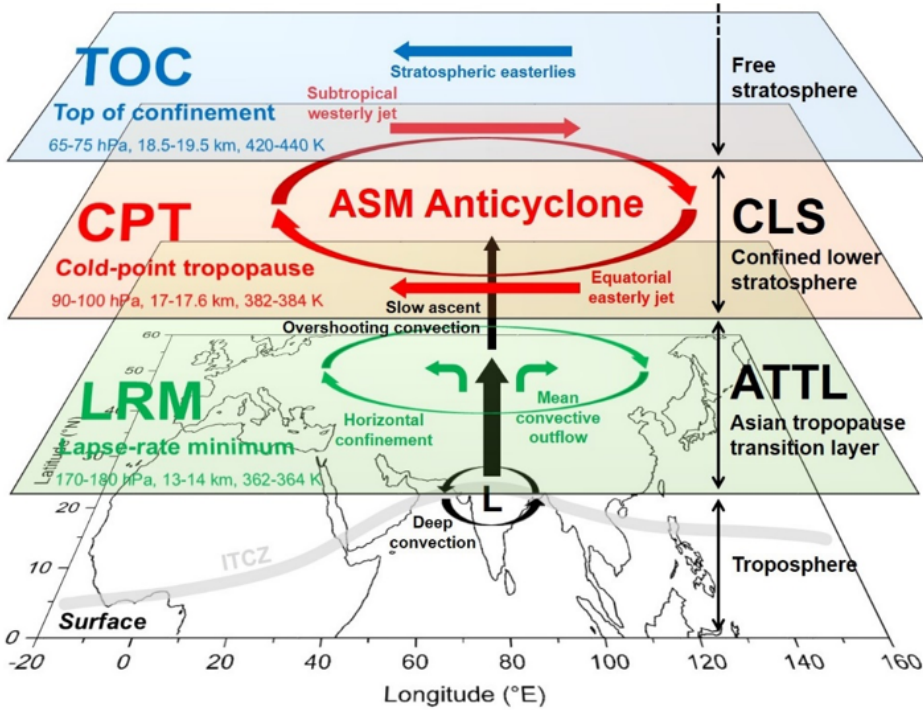 TOC
Top of confinement
65-75 hPa, 18.5-19.5 km, 420-440 K
Stratospheric easterlies
Subtropical
westerly jet
Free
stratosphere
CPT
Cold-point tropopause
90-100 hPa, 17-17.6 km, 382-384 K
ASM Anticyclone
Equatorial
easterly jet
Slow ascent
Overshooting convection
CLS
Confined lower
stratosphere
LRM
Lapse-rate minimum
170-180 hPa, 13-14 km, 362-364 K
Horizontal
confinement
Mean
convective
outflow
ATTL
Asian tropopause
transition layer
L
Deep
convection
ITCZ
Troposphere
Surface
Latitude (°N)
60
50
40
30
20
10
0
-20
0
20
40
60
80
100
120
140
160
Longitude (°E)